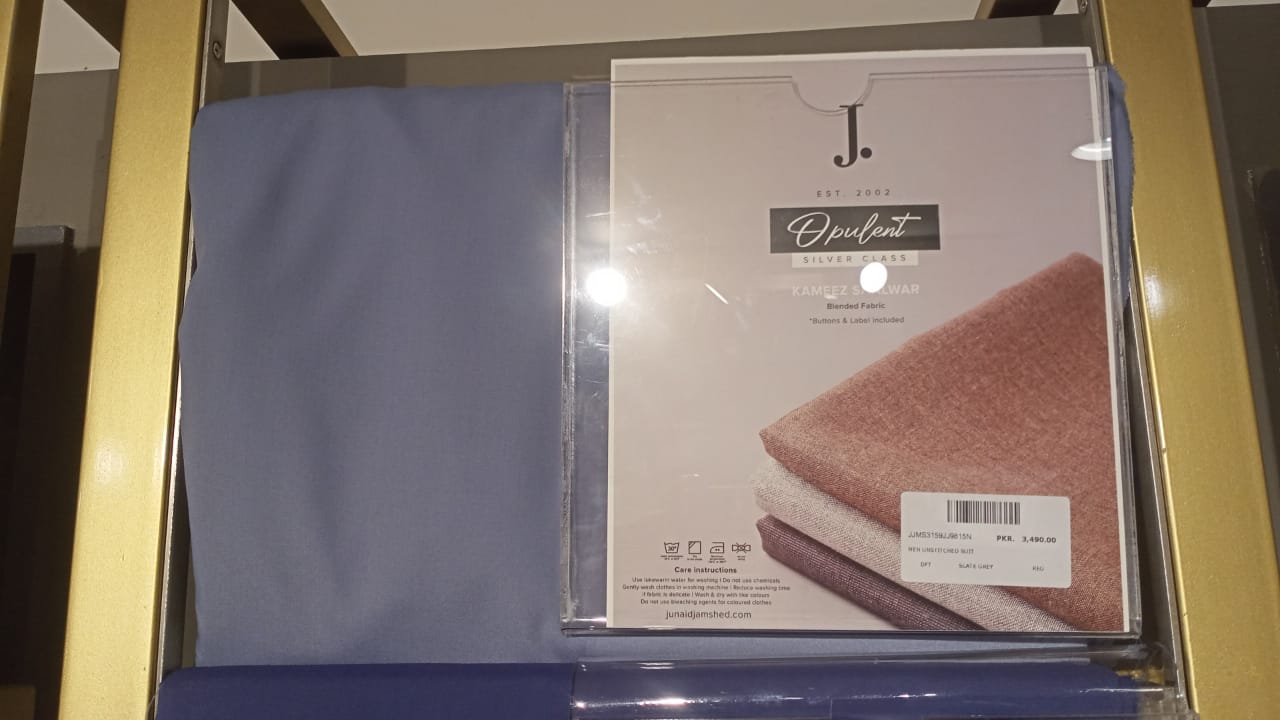 J.
EST. 2002
Opulent
SILVER CLASS
KAMEEZ SHALWAR
Blended Fabric
*Buttons & Label included
30°
Care instructions
Use lukewarm water for washing | Do not use chemicals
Gently wash clothes in washing machine | Reduce washing time
if fabric is delicate | Wash & dry with like colours
Do not use bleaching agents for coloured clothes
junaidjamshed.com
JJMS3159JJ9815N PKR. 3,490.00
MEN UNSTITCHED SUIT
SLATE GREY REG